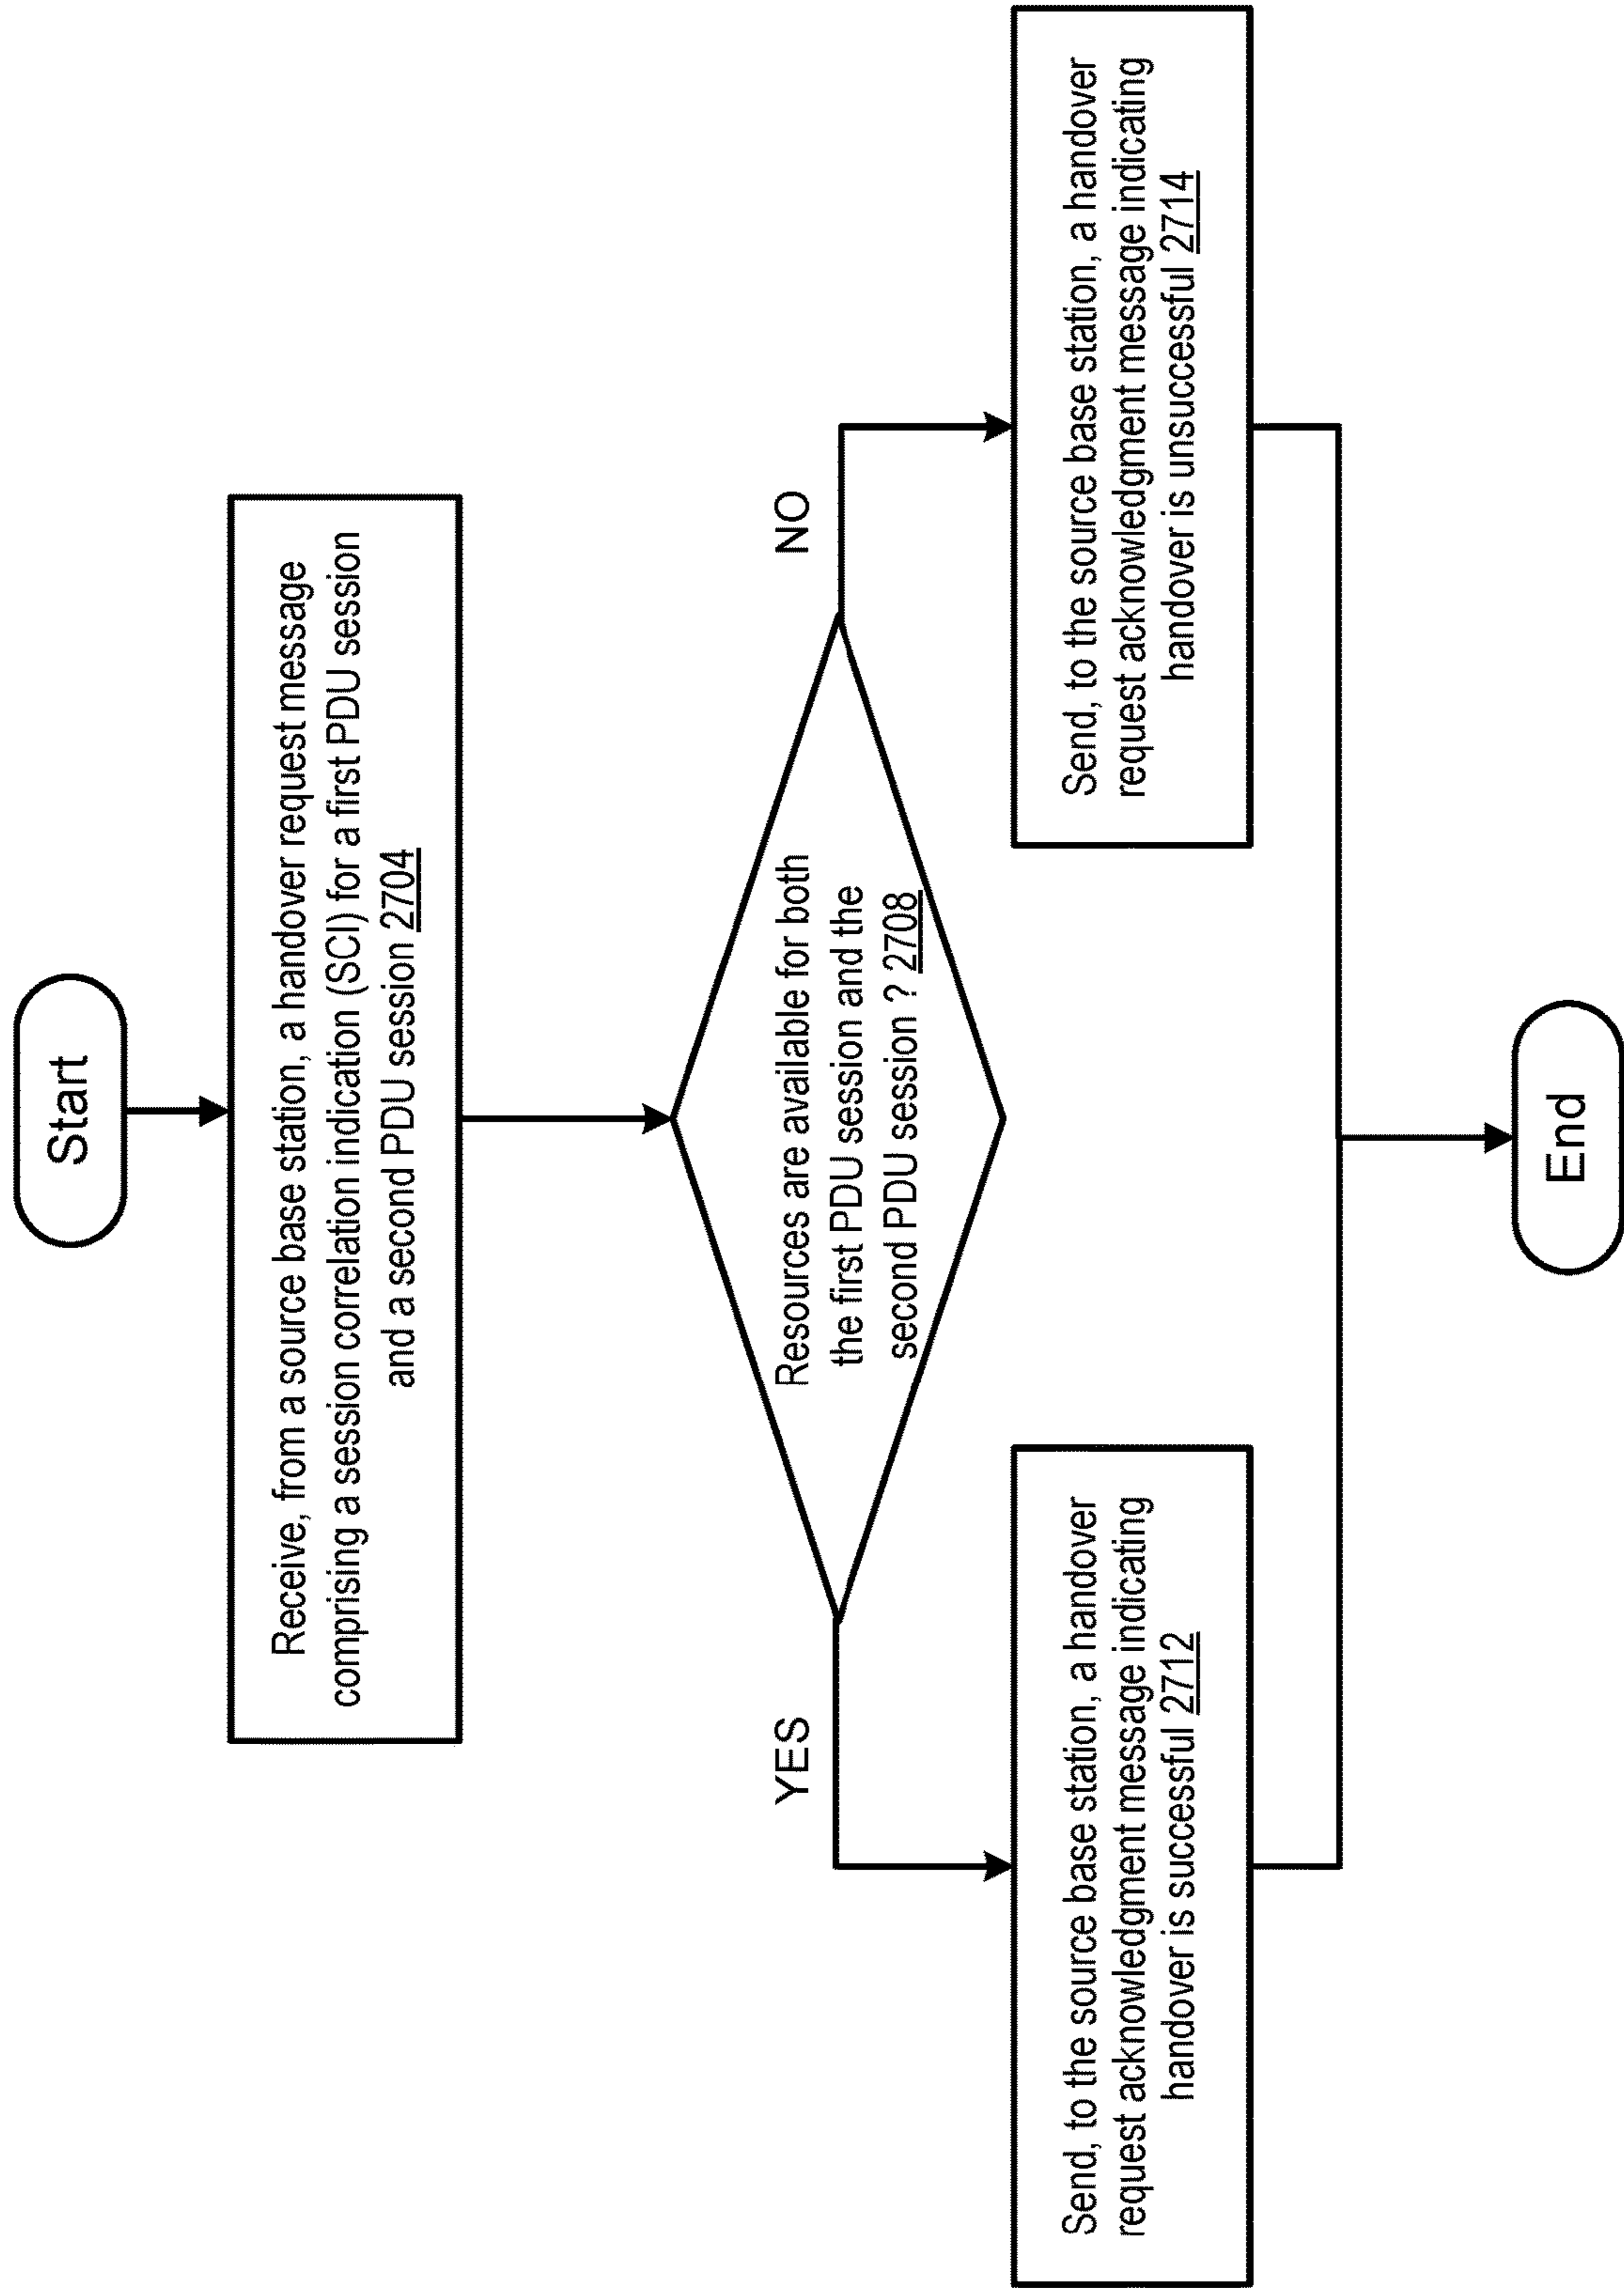 Start
Receive, from a source base station, a handover request message
comprising a session correlation indication (SCI) for a first PDU session
and a second PDU session 2704
Resources are available for both
the first PDU session and the
second PDU session ? 2708
YES
NO
Send, to the source base station, a handover
request acknowledgment message indicating
handover is successful 2712
Send, to the source base station, a handover
request acknowledgment message indicating
handover is unsuccessful 2714
End